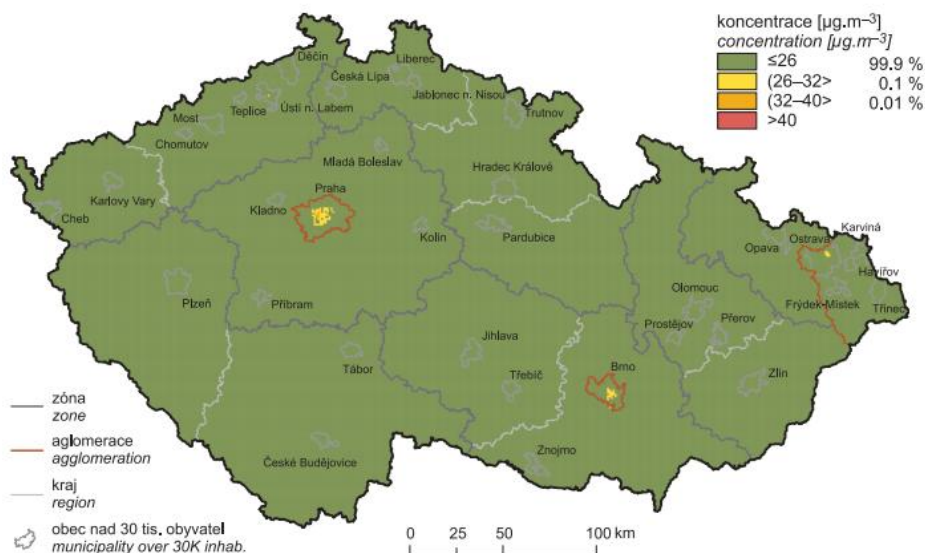 koncentrace [µg.m–3]
concentration [µg.m–3]
≤26 99.9 %
(26–32> 0.1 %
(32–40> 0.01 %
>40
Děčín
Liberec
Česká Lípa
Jablonec n. Nisou
Teplice
Ústí n. Labem
Most
Trutnov
Chomutov
Mladá Boleslav
Hradec Králové
Karlovy Vary
Praha
Kladno
Cheb
Kolín
Pardubice
Karviná
Opava
Ostrava
Havířov
Plzeň
Příbram
Olomouc
Frýdek-Místek
Třinec
Prostějov
Přerov
Jihlava
Tábor
Třebíč
Brno
Zlín
Znojmo
České Budějovice
zóna
zone
aglomerace
agglomeration
kraj
region
obec nad 30 tis. obyvatel
municipality over 30K inhab.
0 25 50 100 km